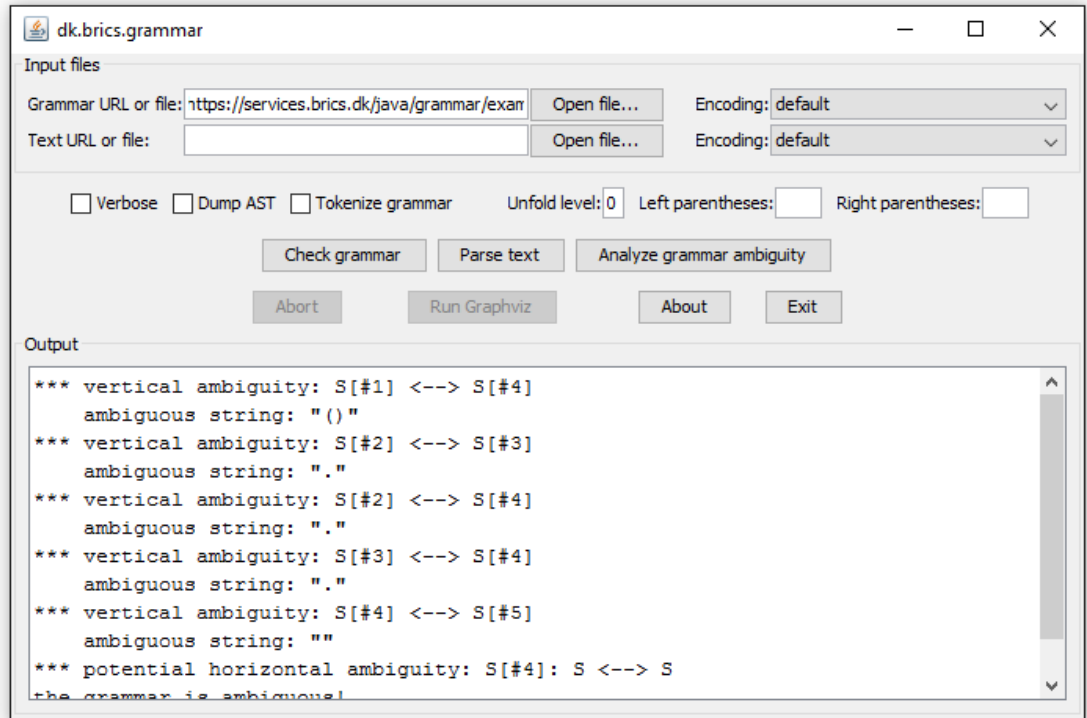 dk.brics.grammar
Input files
Grammar URL or file: https://services.brics.dk/java/grammar/exam Open file... Encoding: default
Text URL or file: Open file... Encoding: default
Verbose Dump AST Tokenize grammar Unfold level: 0 Left parentheses: Right parentheses:
Check grammar Parse text Analyze grammar ambiguity
Abort Run Graphviz About Exit
Output
*** vertical ambiguity: S[#1] <--> S[#4]
ambiguous string: "()"
*** vertical ambiguity: S[#2] <--> S[#3]
ambiguous string: "."
*** vertical ambiguity: S[#2] <--> S[#4]
ambiguous string: "."
*** vertical ambiguity: S[#3] <--> S[#4]
ambiguous string: "."
*** vertical ambiguity: S[#4] <--> S[#5]
ambiguous string: ""
*** potential horizontal ambiguity: S[#4]: S <--> S
the grammar is ambiguous!